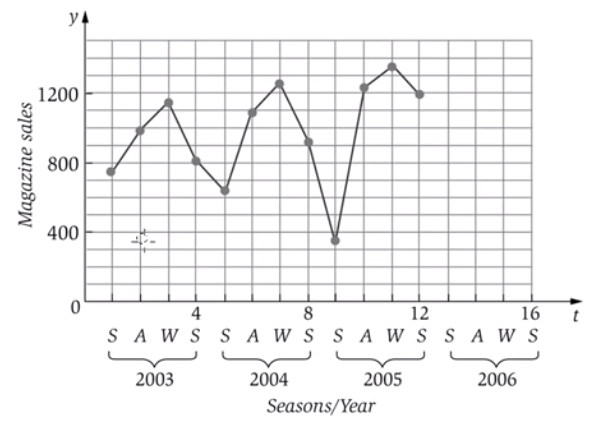 y
Magazine sales
1200
800
400
0
4 8 12 16 t
S A W S S A W S S A W S S A W S
2003 2004 2005 2006
Seasons/Year